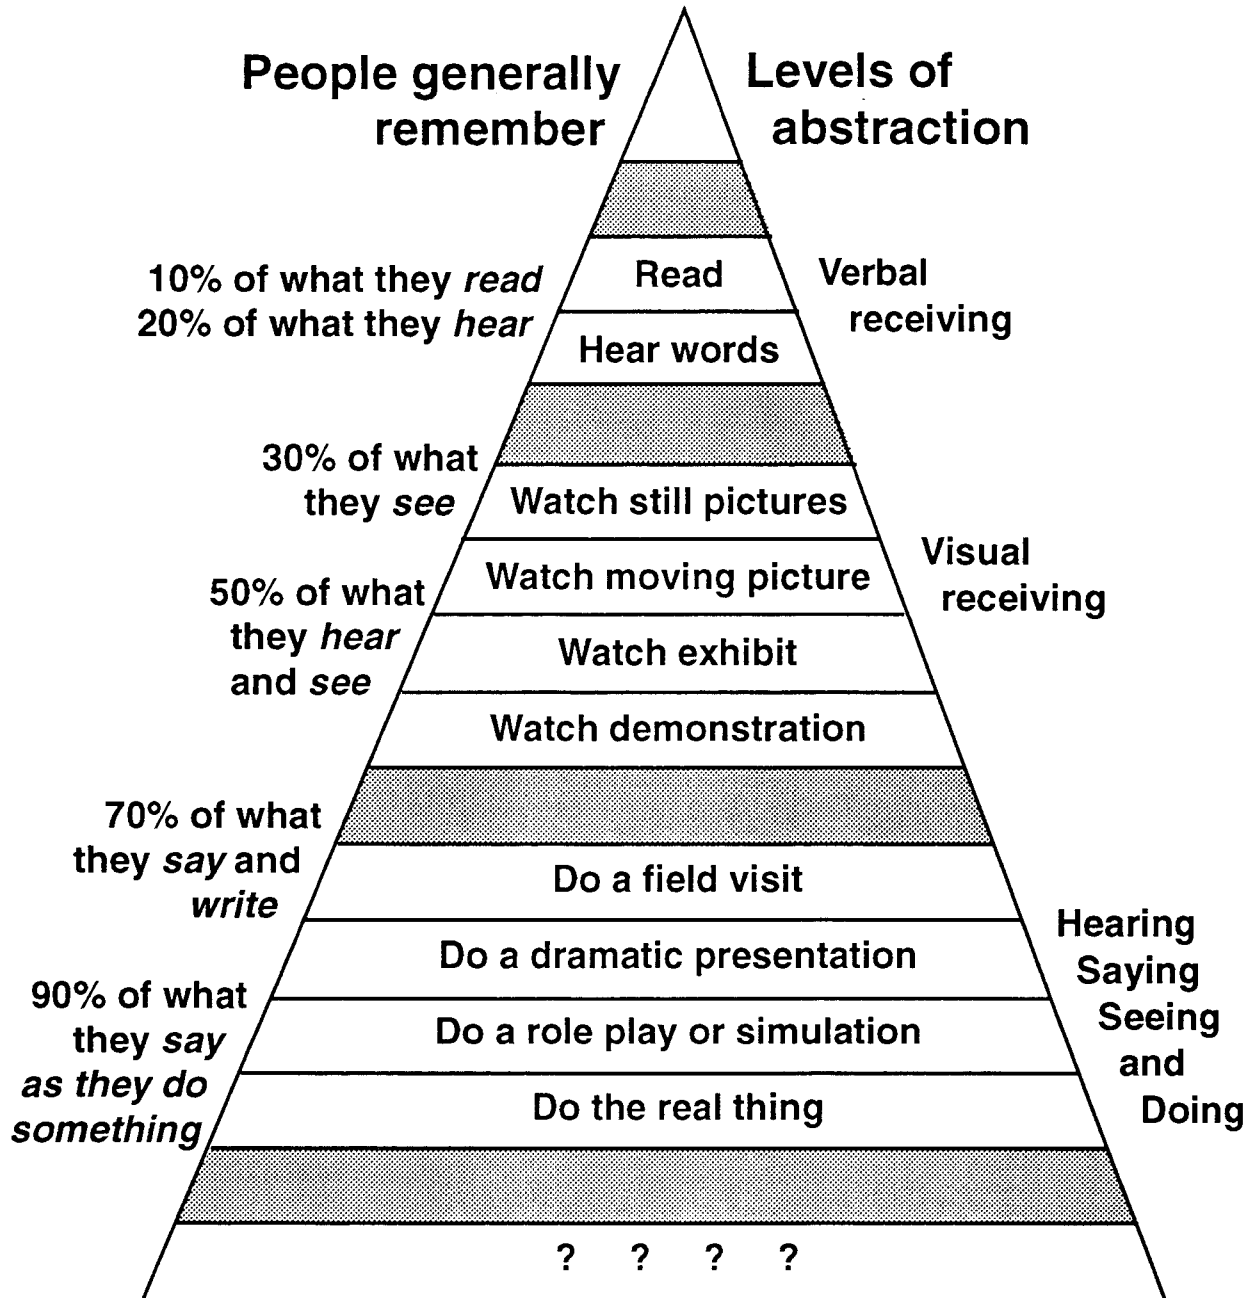 People generally
remember
Levels of
abstraction
10% of what they read
20% of what they hear
Read
Hear words
Verbal
receiving
30% of what
they see
50% of what
they hear
and see
Watch still pictures
Watch moving picture
Watch exhibit
Watch demonstration
Visual
receiving
70% of what
they say and
write
90% of what
they say
as they do
something
Do a field visit
Do a dramatic presentation
Do a role play or simulation
Do the real thing
Hearing
Saying
Seeing
and
Doing
? ? ? ?